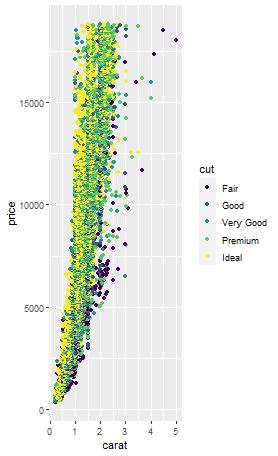 15000
10000
5000
0
price
0 1 2 3 4 5
carat
cut
Fair
Good
Very Good
Premium
Ideal